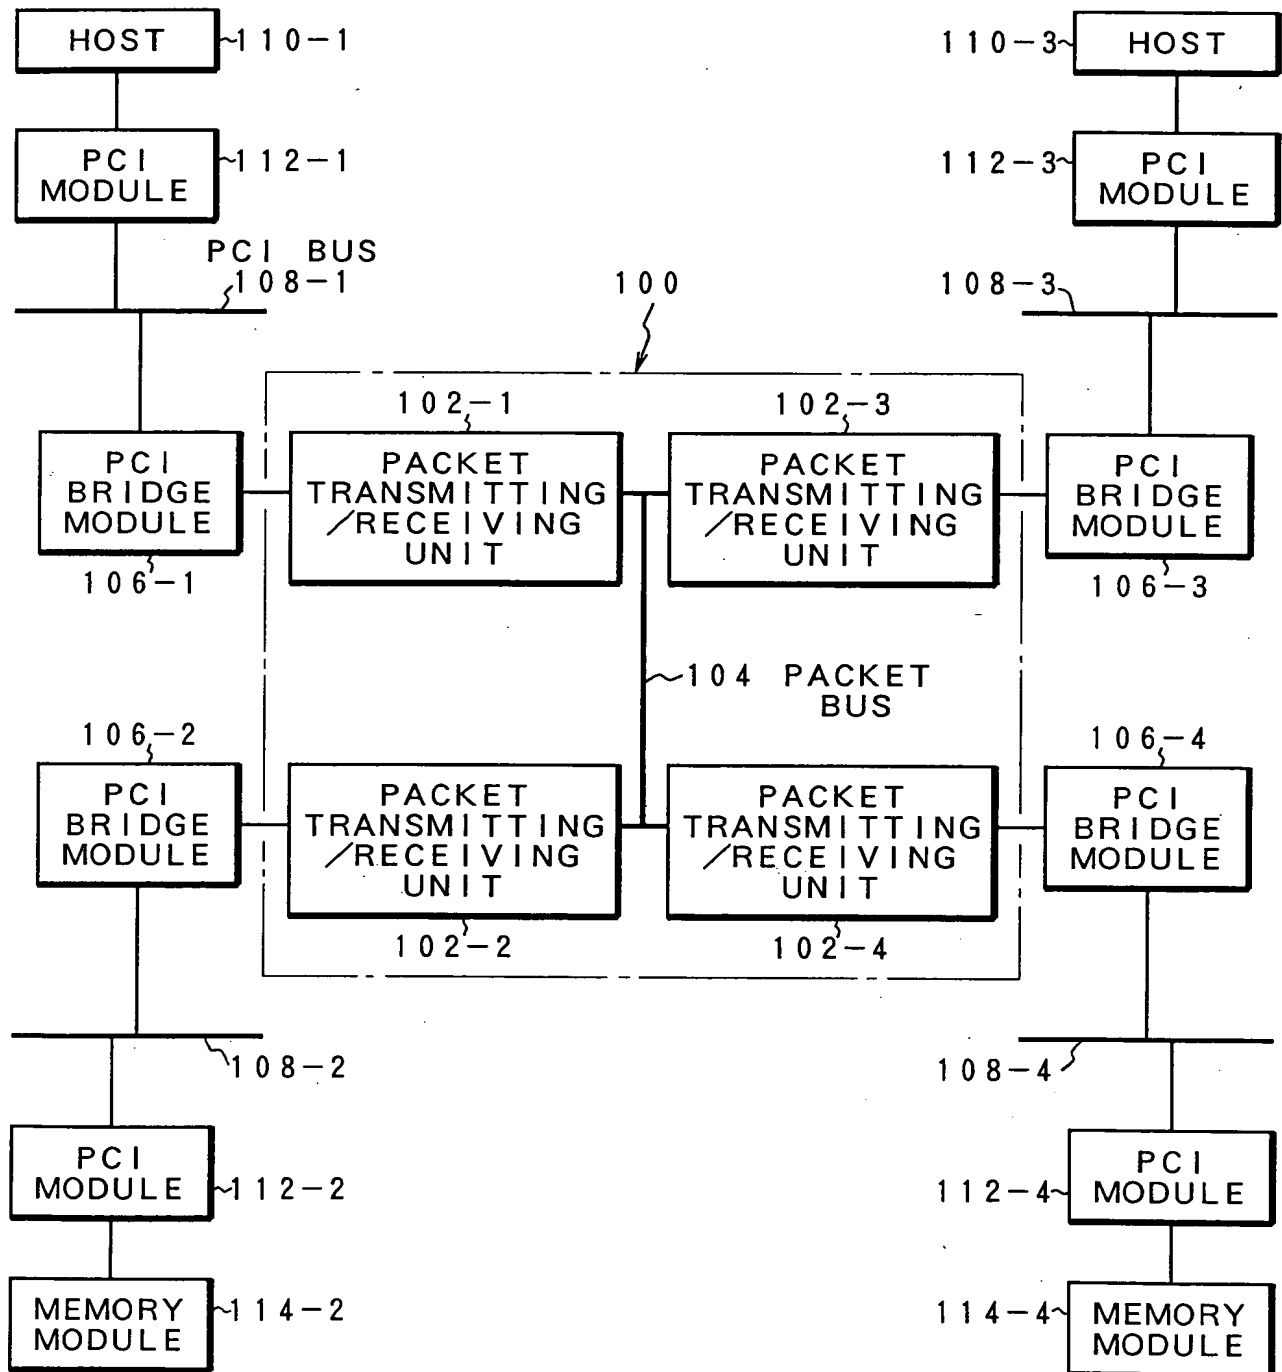 HOST
110-1
110-3
HOST
PCI
MODULE
112-1
112-3
PCI
MODULE
PCI BUS
108-1
100
108-3
102-1
102-3
PCI
BRIDGE
MODULE
106-1
PACKET
TRANSMITTING
/RECEIVING
UNIT
PACKET
TRANSMITTING
/RECEIVING
UNIT
PCI
BRIDGE
MODULE
106-3
104 PACKET
BUS
106-2
106-4
PCI
BRIDGE
MODULE
PACKET
TRANSMITTING
/RECEIVING
UNIT
102-2
PACKET
TRANSMITTING
/RECEIVING
UNIT
102-4
PCI
BRIDGE
MODULE
108-2
108-4
PCI
MODULE
112-2
112-4
PCI
MODULE
MEMORY
MODULE
114-2
114-4
MEMORY
MODULE